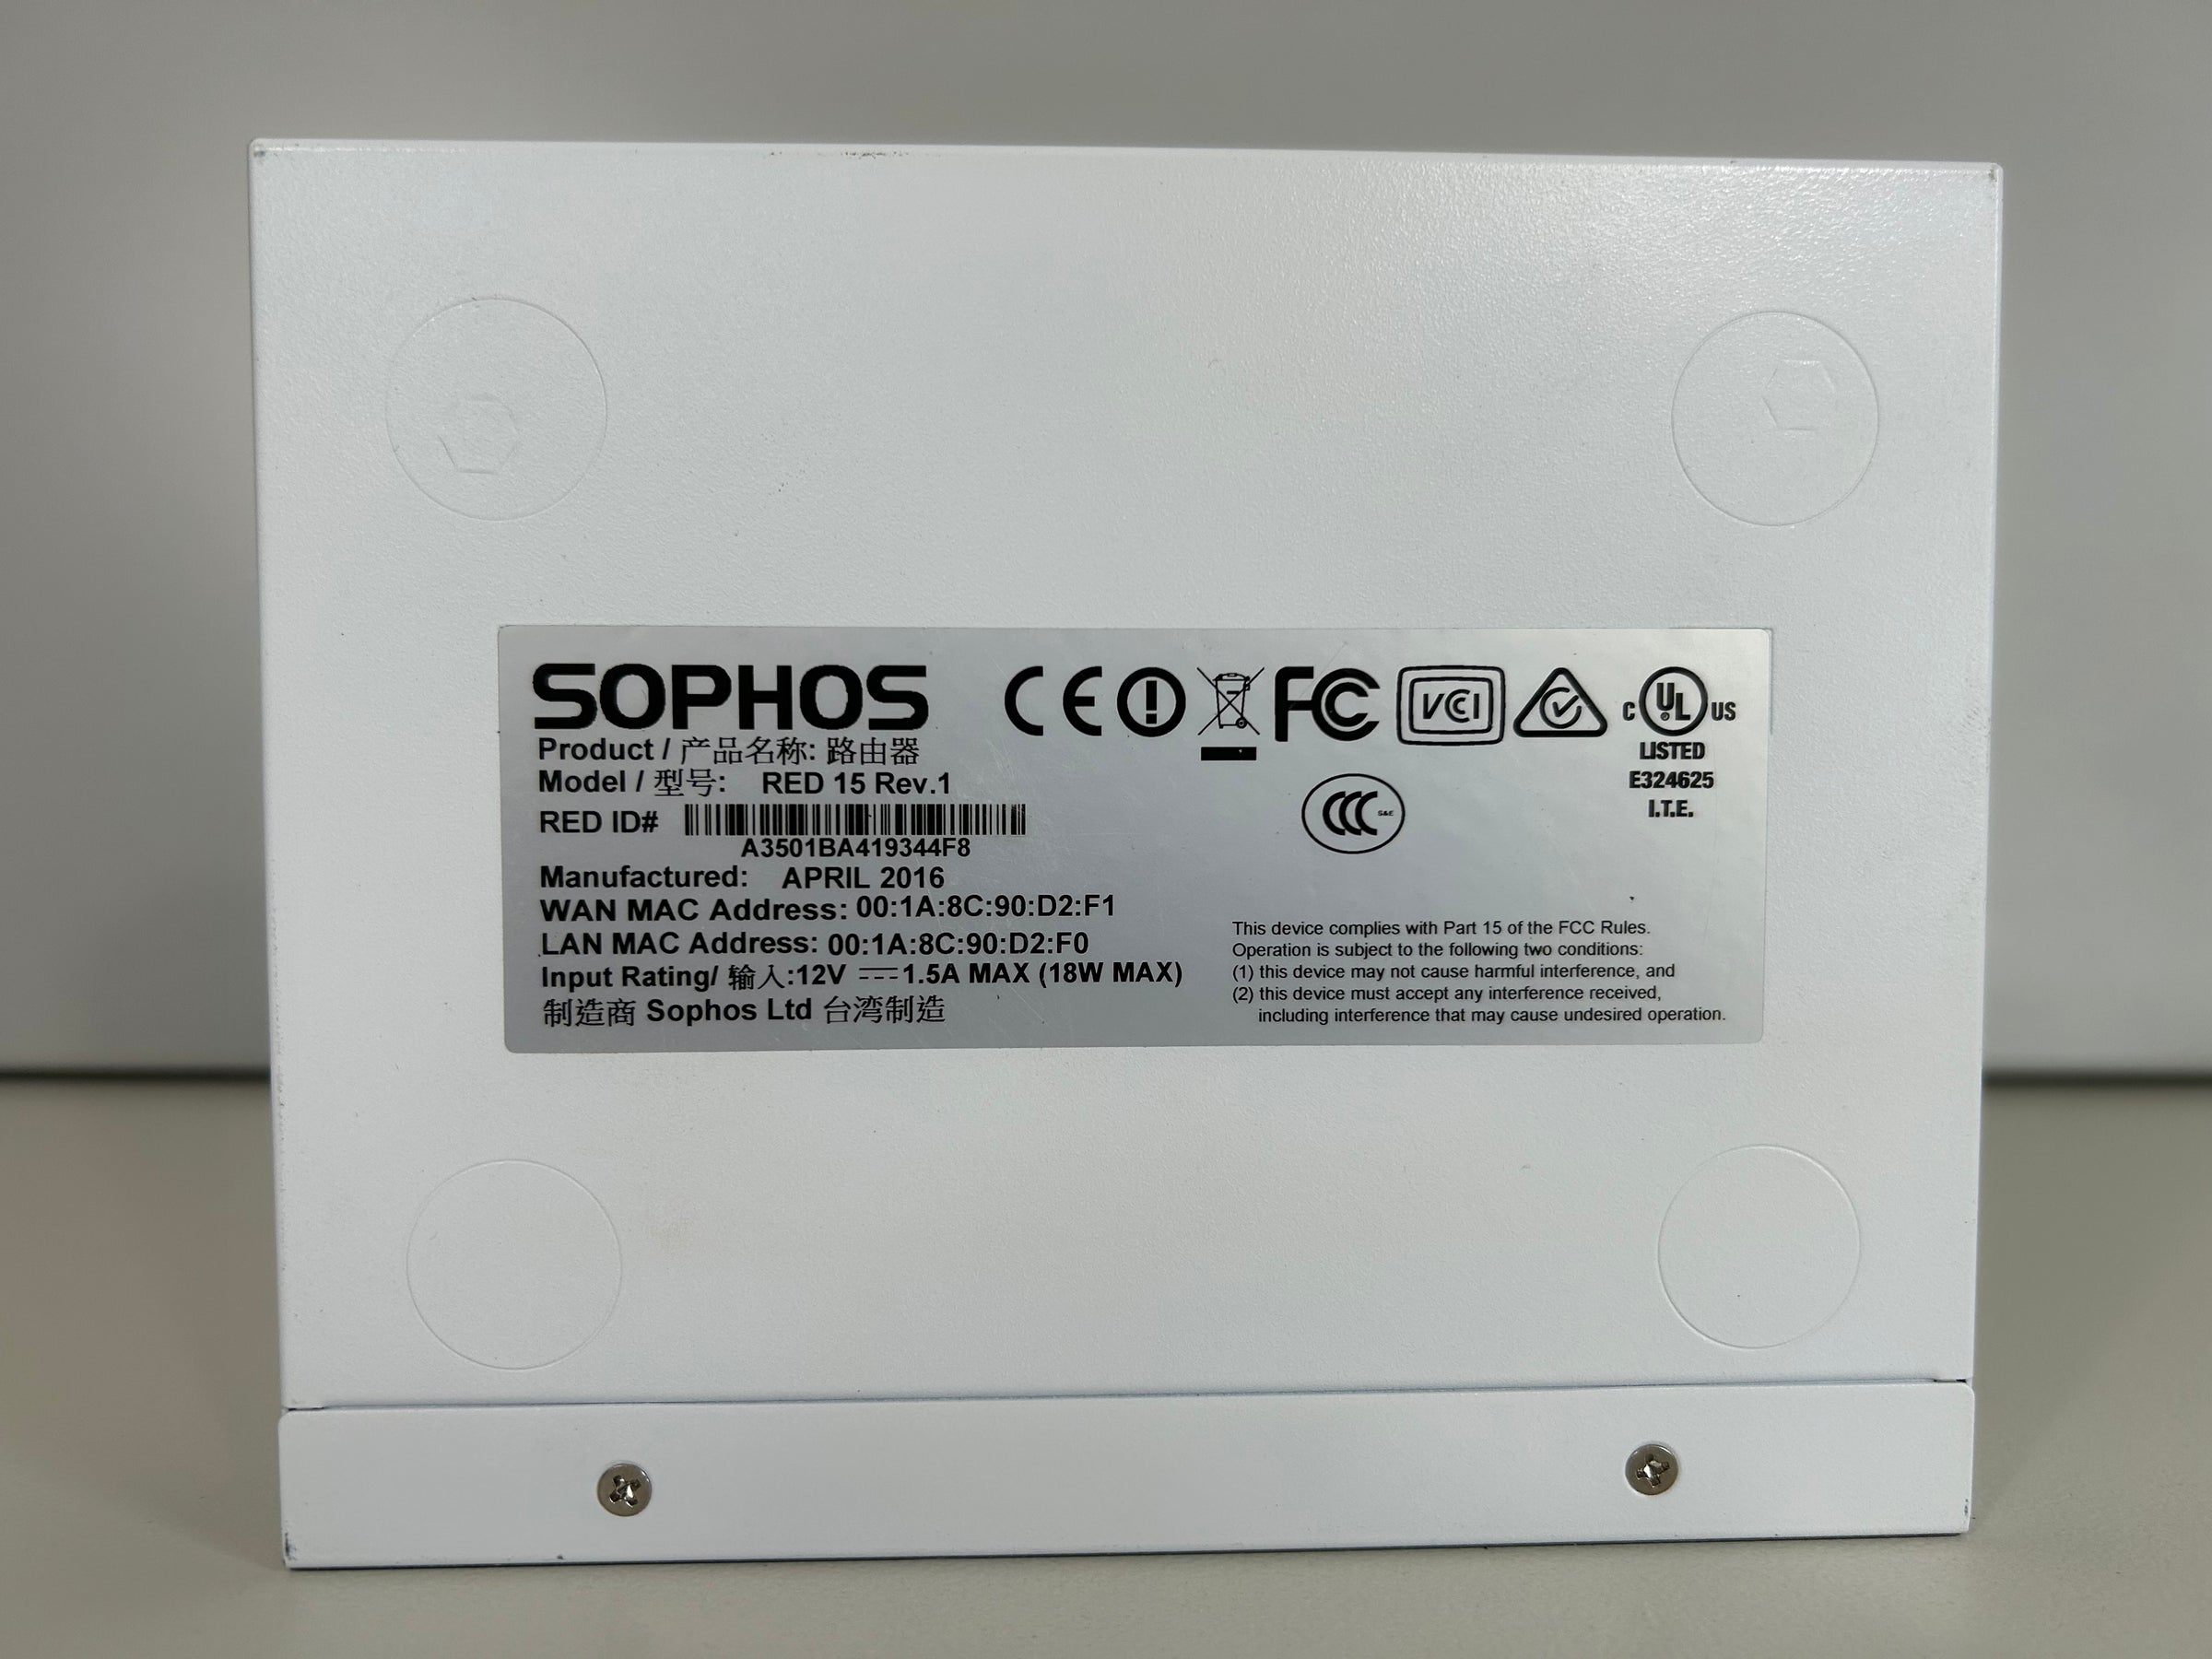 SOPHOS
CE FC VCI C UL US
Product / 产品名称: 路由器
LISTED
Model / 型号: RED 15 Rev.1
E324625
RED ID#
I.T.E.
CCC S&E
A3501BA419344F8
Manufactured: APRIL 2016
WAN MAC Address: 00:1A:8C:90:D2:F1
LAN MAC Address: 00:1A:8C:90:D2:F0
Input Rating/ 输入:12V ⎓1.5A MAX (18W MAX)
制造商 Sophos Ltd 台湾制造
This device complies with Part 15 of the FCC Rules.
Operation is subject to the following two conditions:
(1) this device may not cause harmful interference, and
(2) this device must accept any interference received,
including interference that may cause undesired operation.